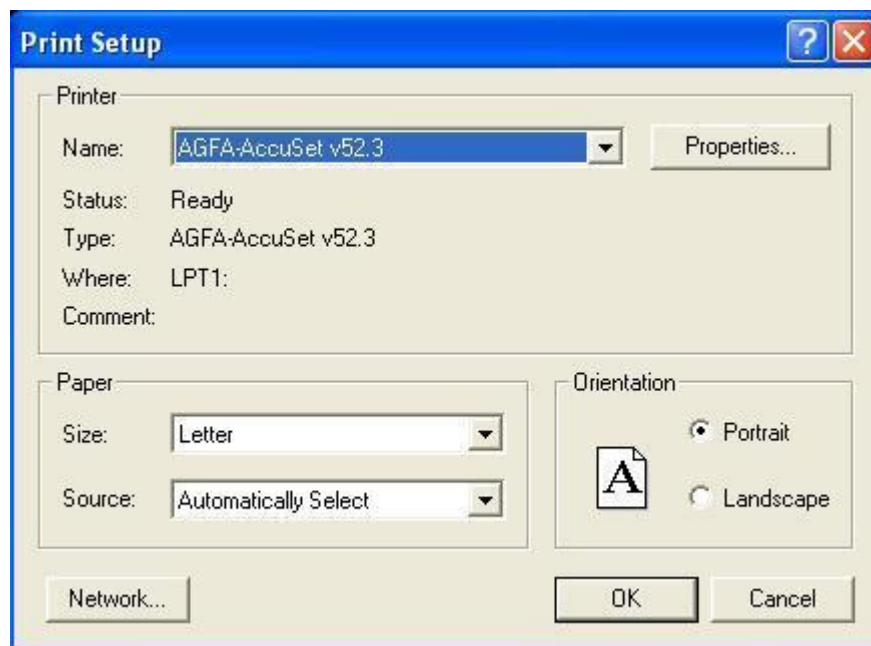 Print Setup
Printer
Name: AGFA-AccuSet v52.3 Properties...
Status: Ready
Type: AGFA-AccuSet v52.3
Where: LPT1:
Comment:
Paper
Size: Letter
Source: Automatically Select
Orientation
A
Portrait
Landscape
Network... OK Cancel